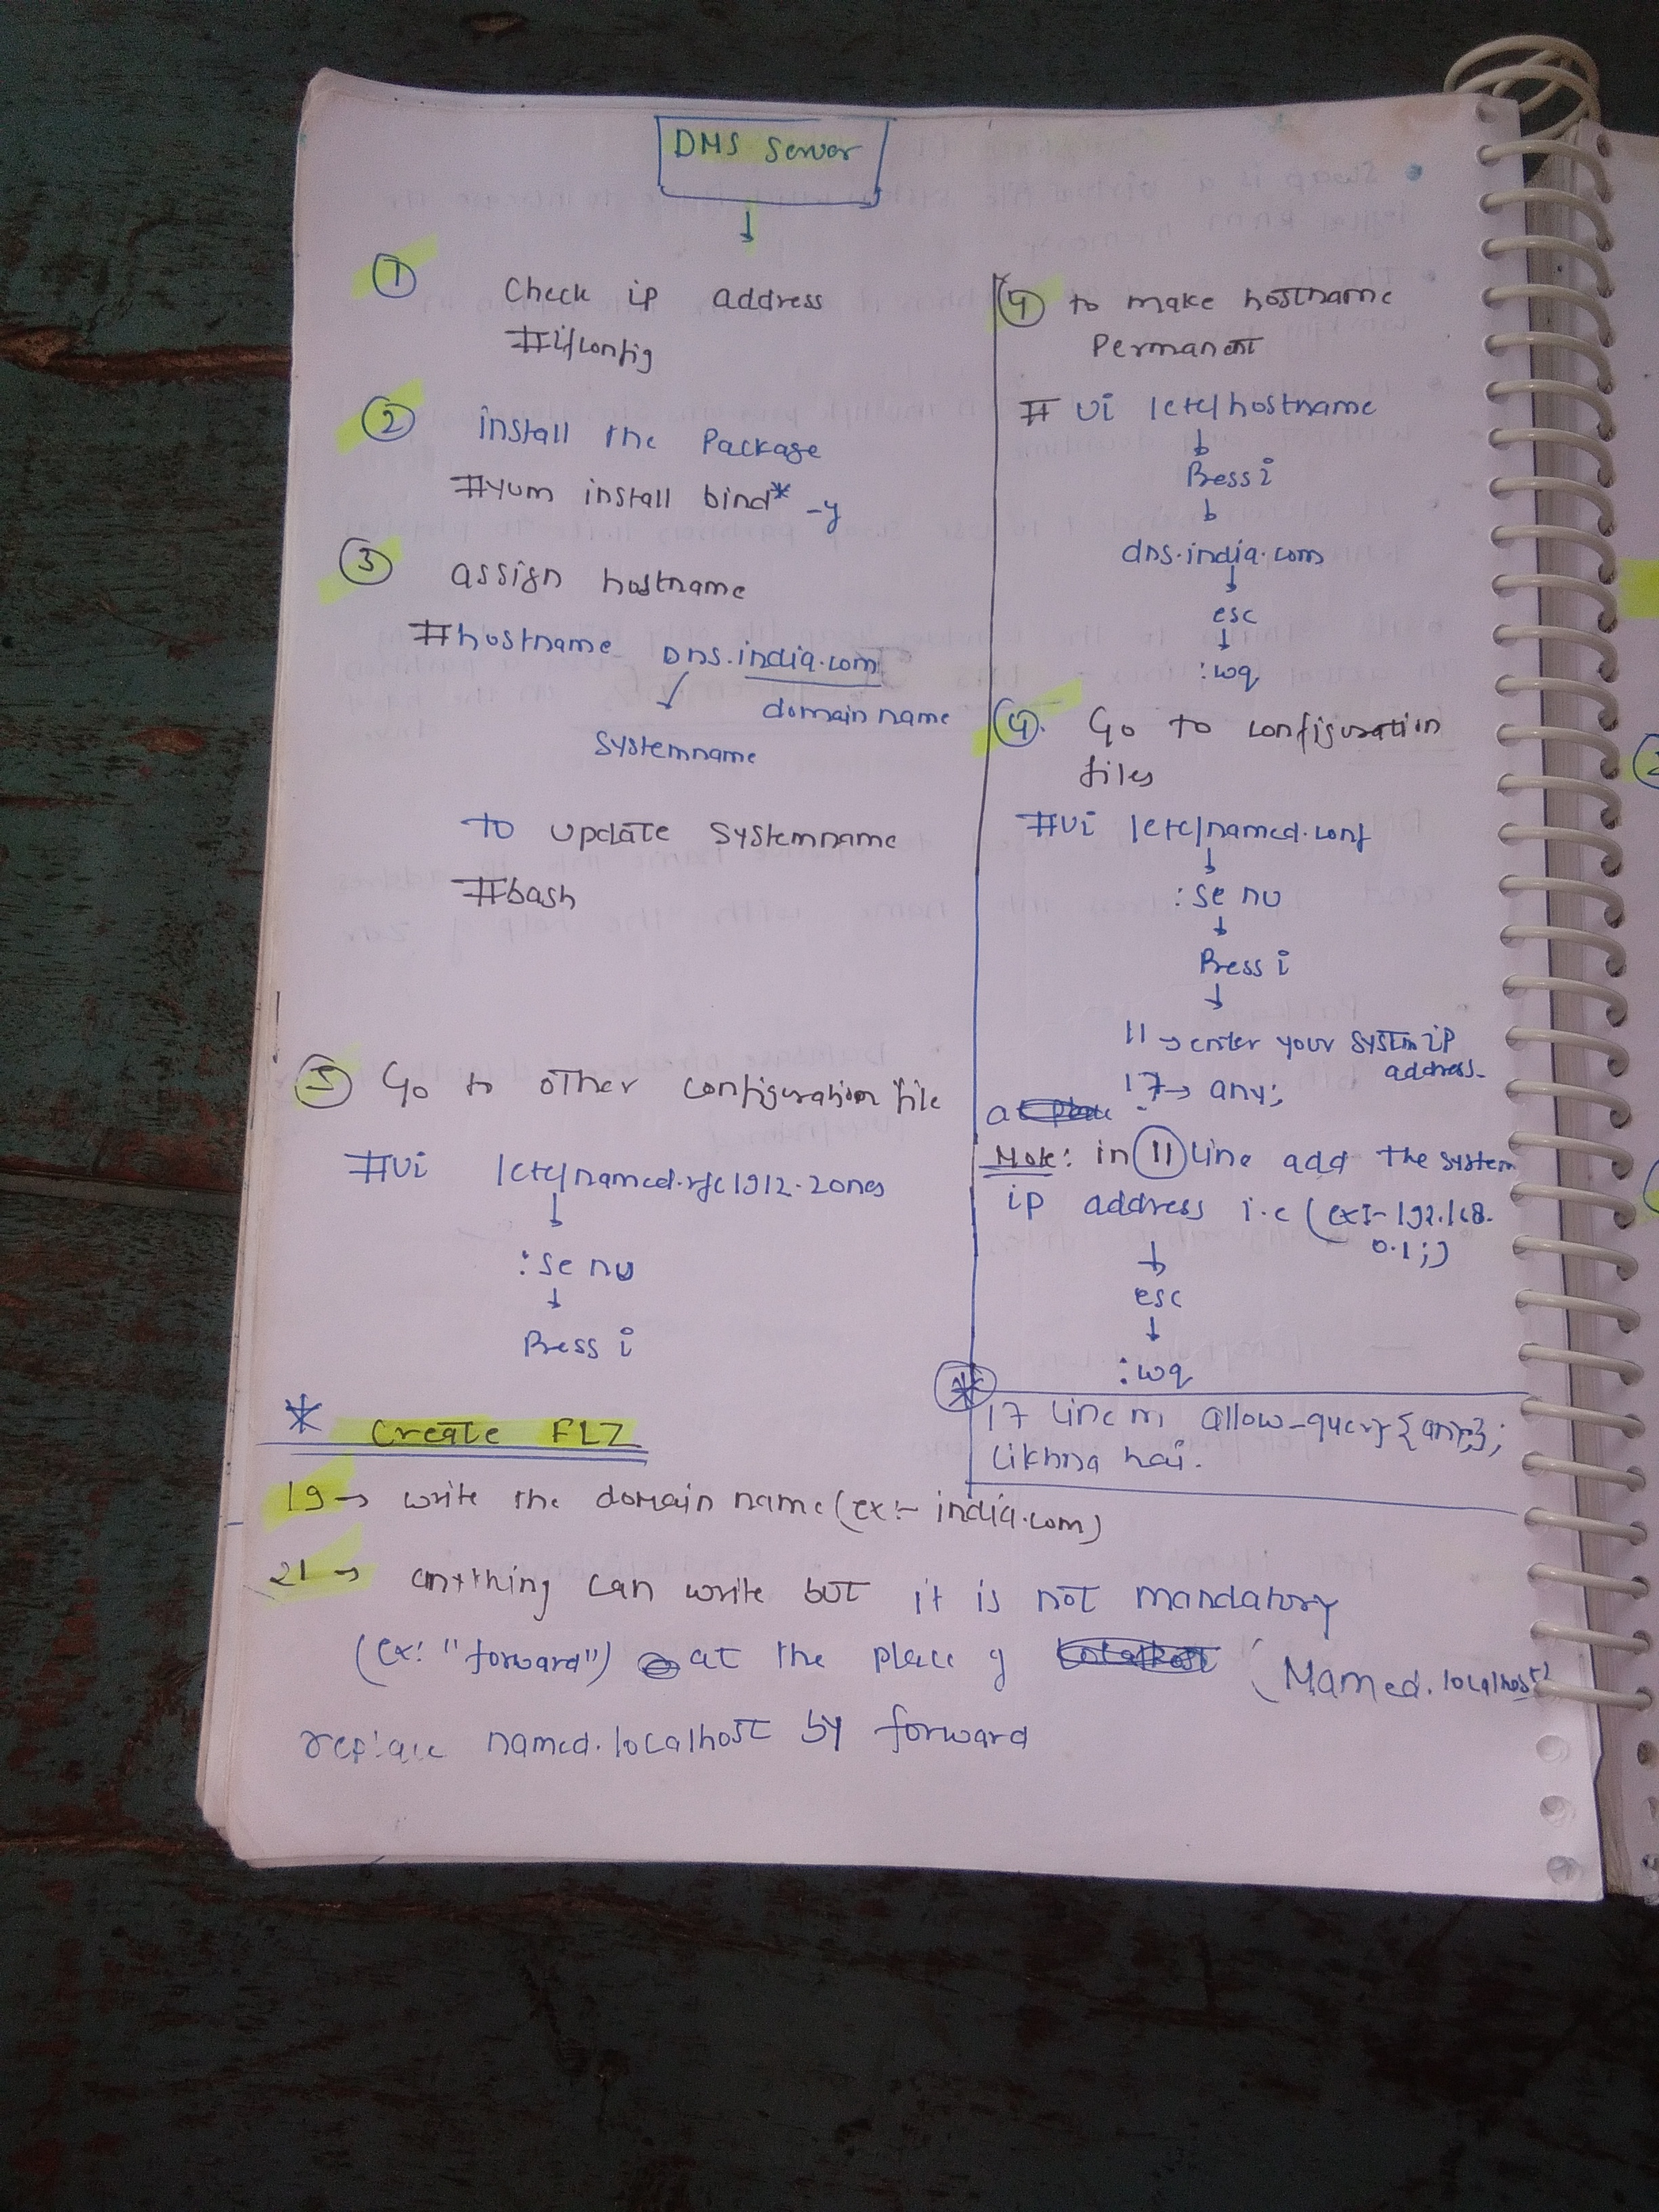 DNS Server
① Check ip address
#ifconfig
② install the Package
#yum install bind* -y
③ assign hostname
#hostname Dns.india.com
domain name
Systemname
to update Systemname
#bash
④ to make hostname
Permanent
# vi /etc/hostname
Press i
dns.india.com
esc
:wq
④. Go to configuration
files
#vi /etc/named.conf
:se nu
Press i
11 → enter your system ip
address.
17 → any;
Note: in ⑪ Line add the system
ip address i.e (ex:- 192.168.
0.1;)
esc
:wq
* 17 Line m allow-query {any;};
likhna hai.
⑤ Go to other configuration file
#vi /etc/named.rfc1912.zones
:se nu
Press i
* Create FLZ
19 → write the domain name (ex:- india.com)
21 → anything can write but it is not mandatory
(ex: "forward") at the place of (Named.localhost)
replace named.localhost by forward